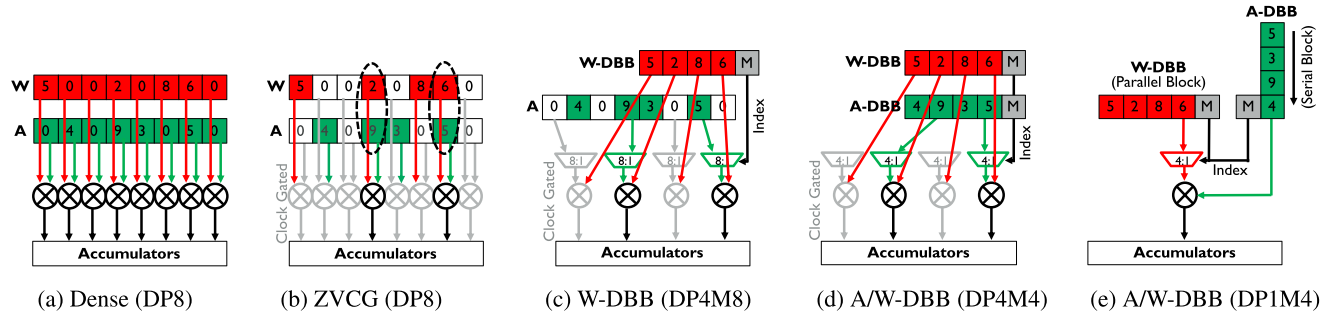 W 5 0 0 2 0 8 6 0
A 0 4 0 9 3 0 5 0
Accumulators
(a) Dense (DP8)
W 5 0 0 2 0 8 6 0
A 0 4 0 9 3 0 5 0
Clock Gated
Accumulators
(b) ZVCG (DP8)
W-DBB 5 2 8 6 M
A 0 4 0 9 3 0 5 0
Index
8:1 8:1 8:1 8:1
Clock Gated
Accumulators
(c) W-DBB (DP4M8)
W-DBB 5 2 8 6 M
A-DBB 4 9 3 5 M
Index
4:1 4:1 4:1 4:1
Clock Gated
Accumulators
(d) A/W-DBB (DP4M4)
A-DBB
5
3
9
4
(Serial Block)
W-DBB
(Parallel Block)
5 2 8 6 M
M
4:1
Index
Accumulators
(e) A/W-DBB (DP1M4)